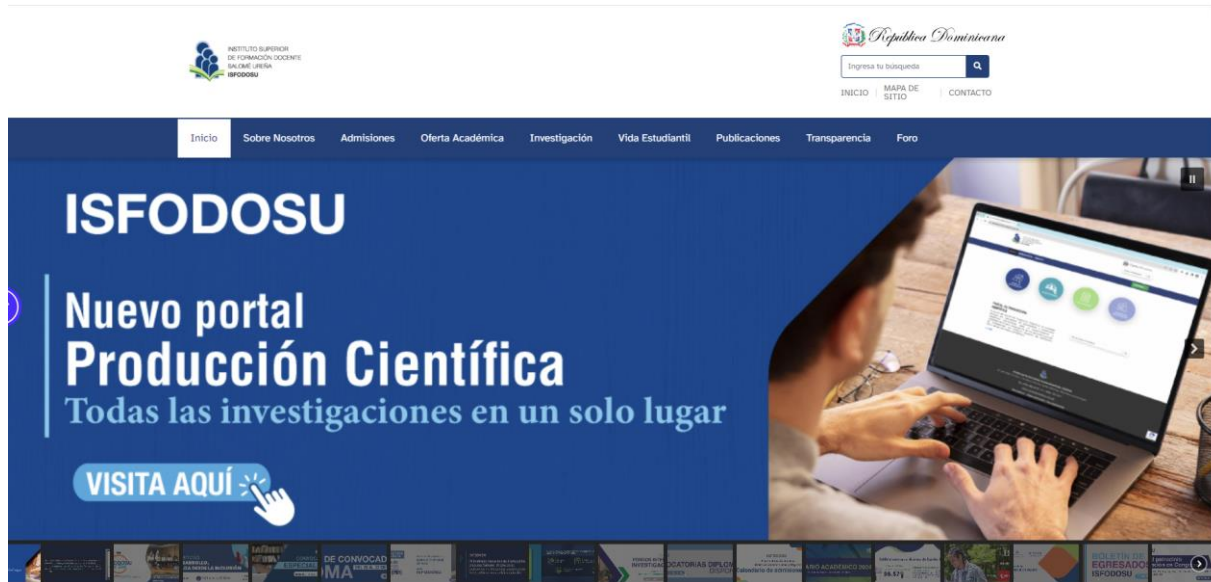 INSTITUTO SUPERIOR
DE FORMACIÓN DOCENTE
SALOMÉ UREÑA
ISFODOSU
República Dominicana
Ingresa tu búsqueda
INICIO
MAPA DE
SITIO
CONTACTO
Inicio Sobre Nosotros Admisiones Oferta Académica Investigación Vida Estudiantil Publicaciones Transparencia Foro
ISFODOSU
Nuevo portal
Producción Científica
Todas las investigaciones en un solo lugar
VISITA AQUÍ
ESPECIAL
DE CONVOCAD
BOLETÍN DE
EGRESADOS
ISFODOSU